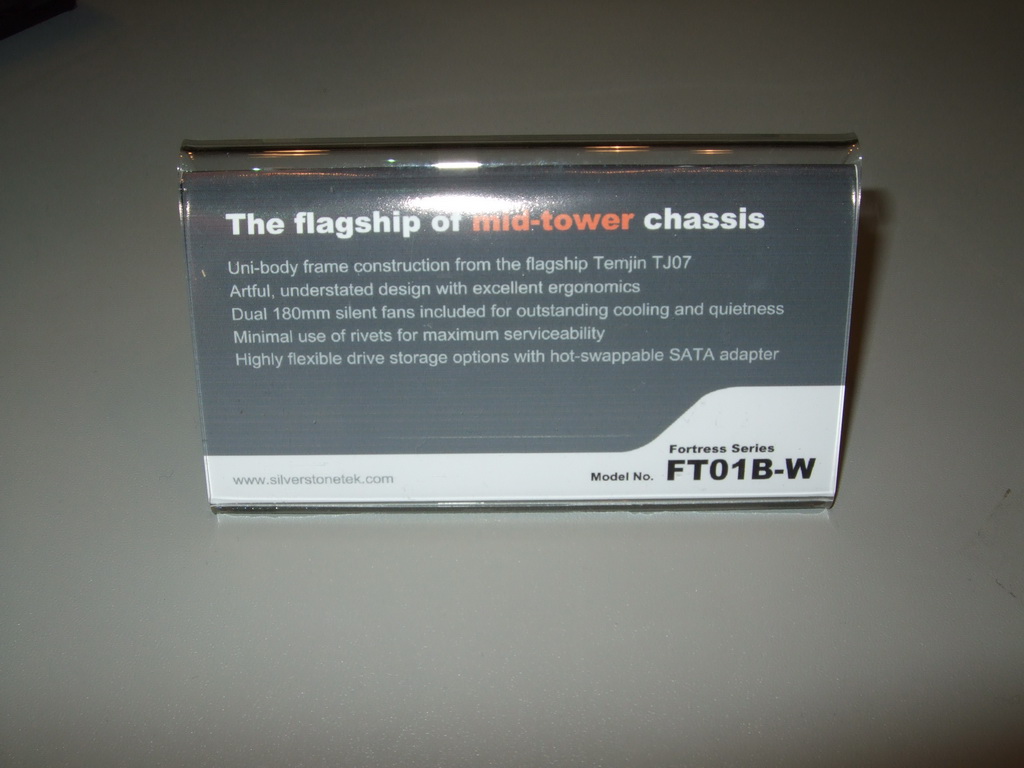 The flagship of mid-tower chassis
Uni-body frame construction from the flagship Temjin TJ07
Artful, understated design with excellent ergonomics
Dual 180mm silent fans included for outstanding cooling and quietness
Minimal use of rivets for maximum serviceability
Highly flexible drive storage options with hot-swappable SATA adapter
Fortress Series
www.silverstonetek.com Model No. FT01B-W